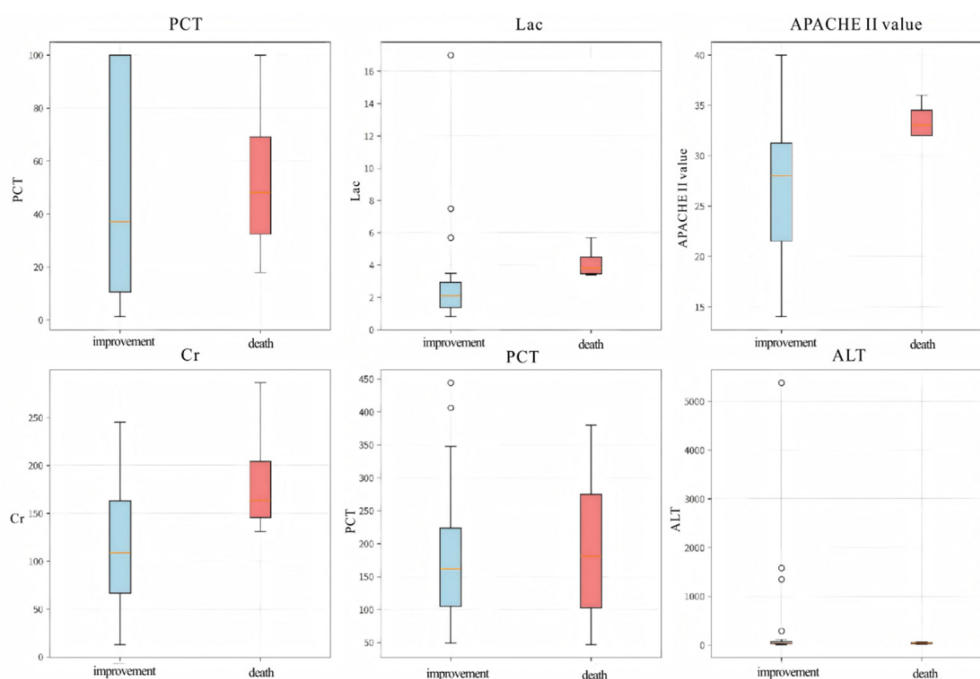 PCT
100
80
60
40
20
0
PCT
improvement
death
Lac
16
14
12
10
8
6
4
2
0
Lac
improvement
death
APACHE II value
40
35
30
25
20
15
APACHE II value
improvement
death
Cr
250
200
150
100
50
0
Cr
improvement
death
PCT
450
400
350
300
250
200
150
100
50
PCT
improvement
death
ALT
5000
4000
3000
2000
1000
0
ALT
improvement
death